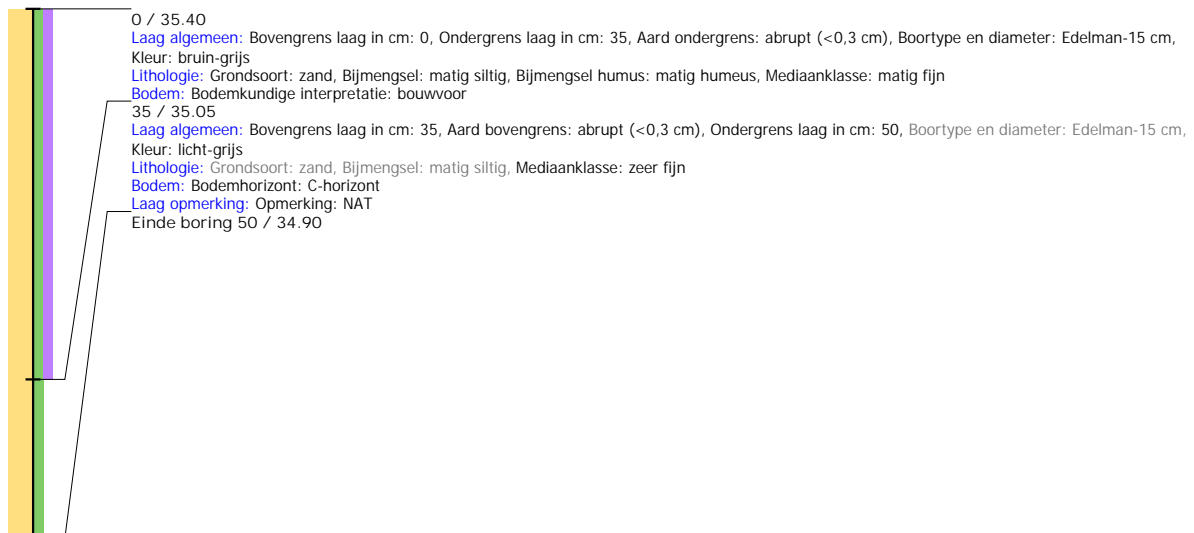 0 / 35.40
Laag algemeen: Bovengrens laag in cm: 0, Ondergrens laag in cm: 35, Aard ondergrens: abrupt (<0,3 cm), Boortype en diameter: Edelman-15 cm,
Kleur: bruin-grijs
Lithologie: Grondsoort: zand, Bijmengsel: matig siltig, Bijmengsel humus: matig humeus, Mediaanklasse: matig fijn
Bodem: Bodemkundige interpretatie: bouwvoor
35 / 35.05
Laag algemeen: Bovengrens laag in cm: 35, Aard bovengrens: abrupt (<0,3 cm), Ondergrens laag in cm: 50, Boortype en diameter: Edelman-15 cm,
Kleur: licht-grijs
Lithologie: Grondsoort: zand, Bijmengsel: matig siltig, Mediaanklasse: zeer fijn
Bodem: Bodemhorizont: C-horizont
Laag opmerking: Opmerking: NAT
Einde boring 50 / 34.90